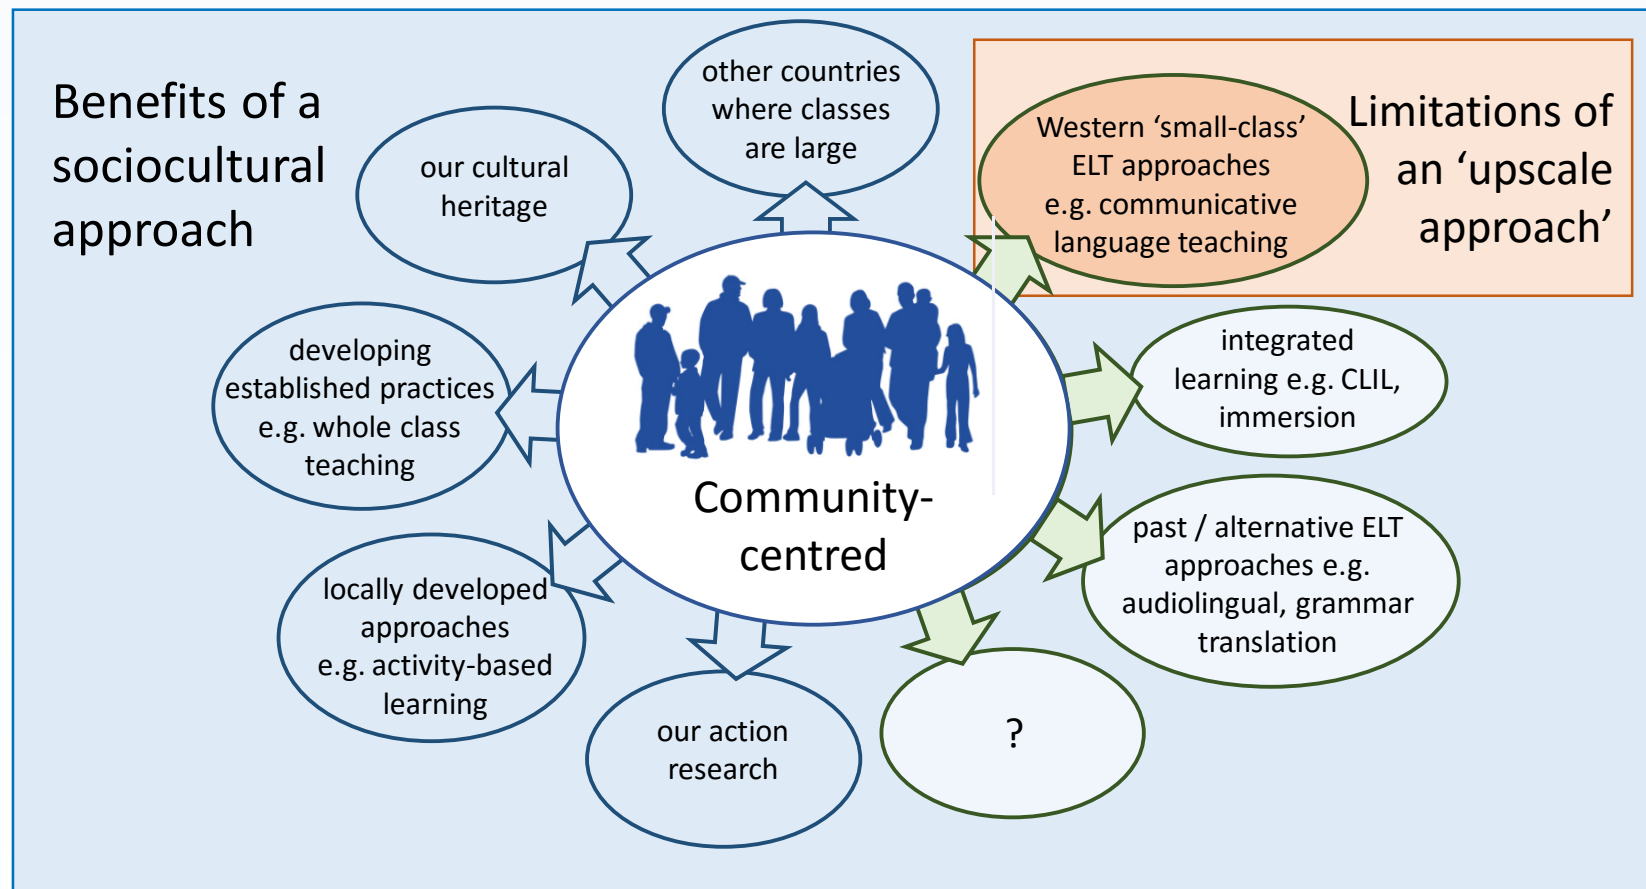 Benefits of a
sociocultural
approach
our cultural
heritage
other countries
where classes
are large
Western ‘small-class’
ELT approaches
e.g. communicative
language teaching
Limitations of
an ‘upscale
approach’
developing
established practices
e.g. whole class
teaching
integrated
learning e.g. CLIL,
immersion
Community-
centred
locally developed
approaches
e.g. activity-based
learning
past / alternative ELT
approaches e.g.
audiolingual, grammar
translation
our action
research
?